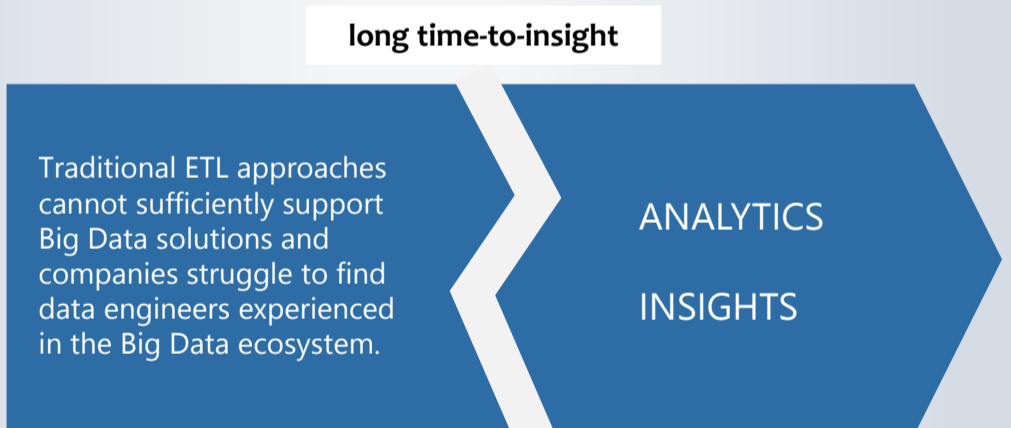 long time-to-insight
Traditional ETL approaches
cannot sufficiently support
Big Data solutions and
companies struggle to find
data engineers experienced
in the Big Data ecosystem.
ANALYTICS
INSIGHTS